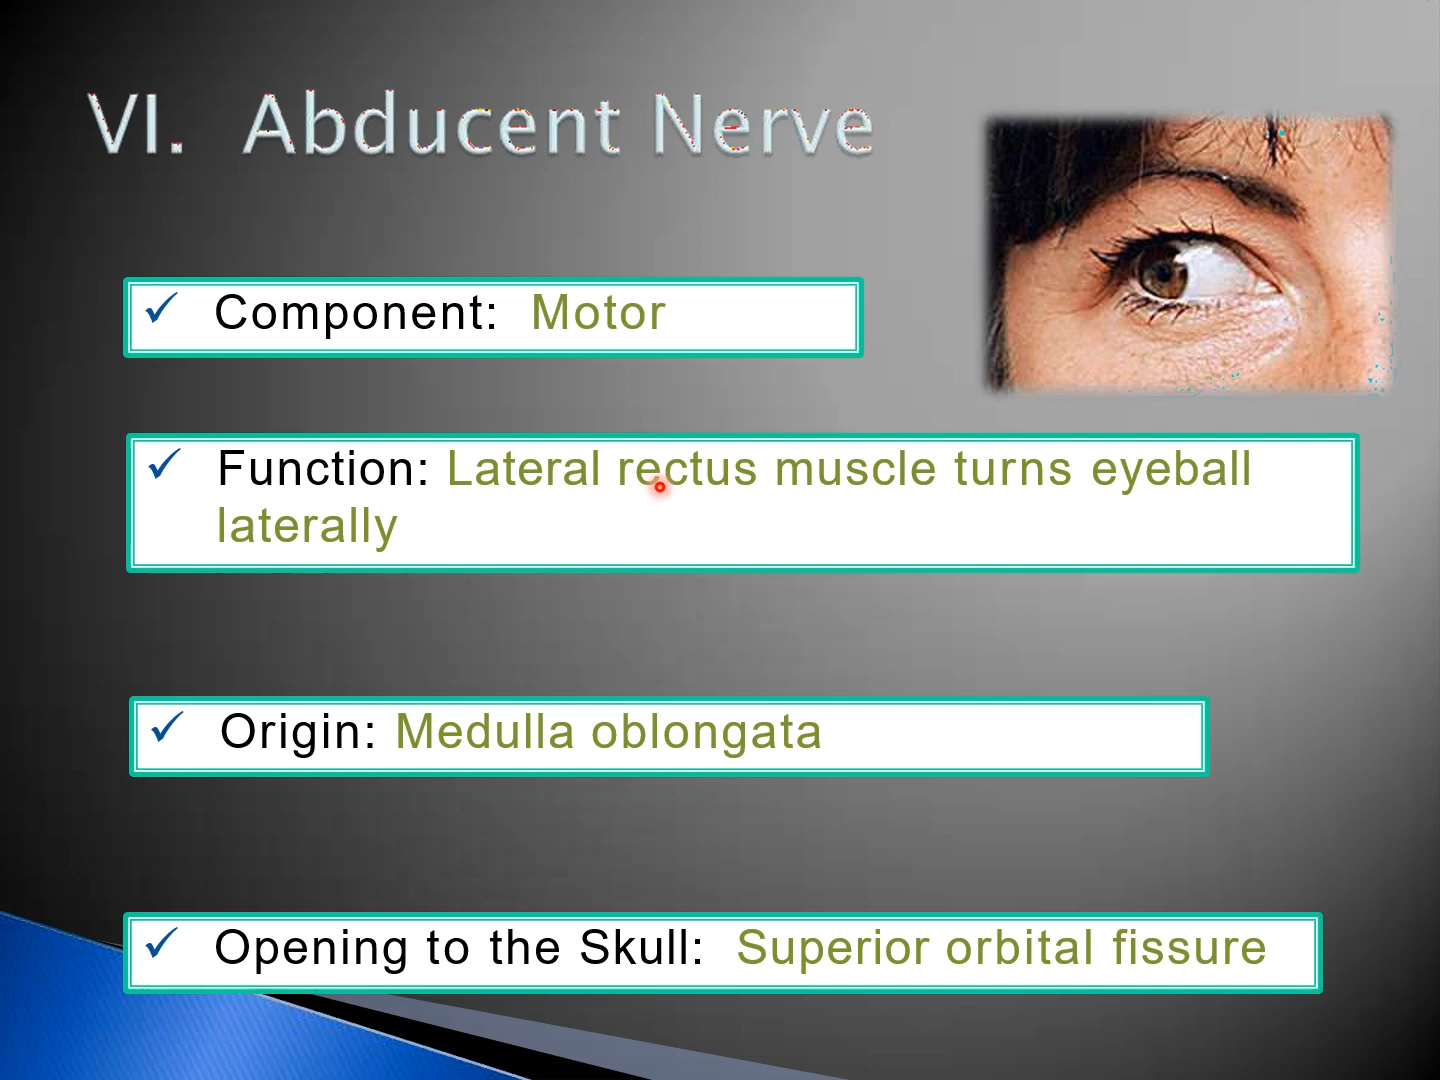 VI. Abducent Nerve
✓ Component: Motor
✓ Function: Lateral rectus muscle turns eyeball
laterally
✓ Origin: Medulla oblongata
✓ Opening to the Skull: Superior orbital fissure